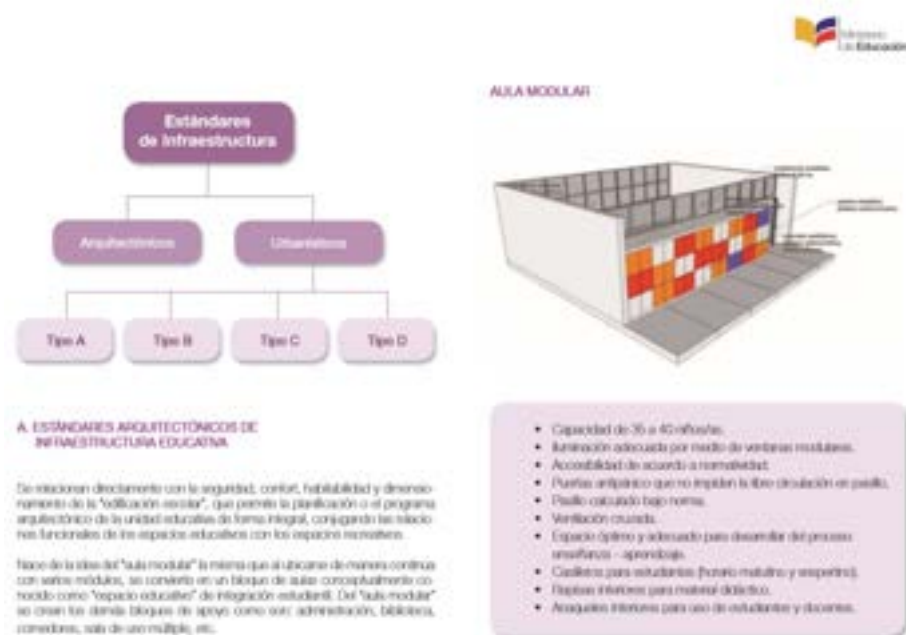 Ministerio
de Educación
Estándares
de Infraestructura
Arquitectónicos
Urbanísticos
Tipo A
Tipo B
Tipo C
Tipo D
A. ESTÁNDARES ARQUITECTÓNICOS DE
INFRAESTRUCTURA EDUCATIVA
Se relacionan directamente con la seguridad, confort, habitabilidad y dimensio-
namiento de la "edificación escolar", que permite la planificación o el programa
arquitectónico de la unidad educativa de forma integral, conjugando las relacio-
nes funcionales de los espacios educativos con los espacios recreativos.
Nace de la idea del "aula modular" la misma que al ubicarse de manera continua
con varios módulos, se convierte en un bloque de aulas conceptualmente co-
nocido como "espacio educativo" de integración estudiantil. Del "aula modular"
se crean los demás bloques de apoyo como son: administración, biblioteca,
comedores, sala de uso múltiple, etc.
AULA MODULAR
• Capacidad de 35 a 40 niños/as.
• Iluminación adecuada por medio de ventanas modulares.
• Accesibilidad de acuerdo a normatividad.
• Puertas antipánico que no impidan la libre circulación en pasillo.
• Pasillo calculado bajo norma.
• Ventilación cruzada.
• Espacio óptimo y adecuado para desarrollar del proceso
enseñanza – aprendizaje.
• Casilleros para estudiantes (horario matutino y vespertino).
• Repisas interiores para material didáctico.
• Anaqueles interiores para uso de estudiantes y docentes.